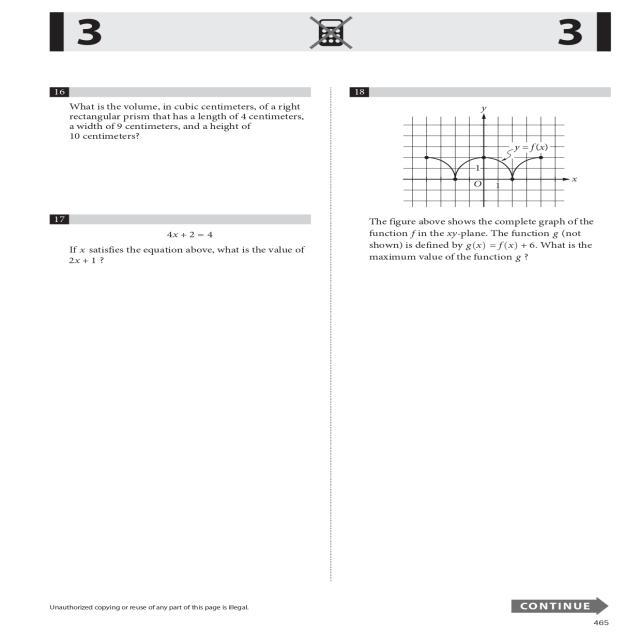 3
3
16
What is the volume, in cubic centimeters, of a right
rectangular prism that has a length of 4 centimeters,
a width of 9 centimeters, and a height of
10 centimeters?
17
4x + 2 = 4
If x satisfies the equation above, what is the value of
2x + 1 ?
18
y
y = f(x)
1
O
1
x
The figure above shows the complete graph of the
function f in the xy-plane. The function g (not
shown) is defined by g(x) = f(x) + 6. What is the
maximum value of the function g ?
Unauthorized copying or reuse of any part of this page is illegal.
CONTINUE
465